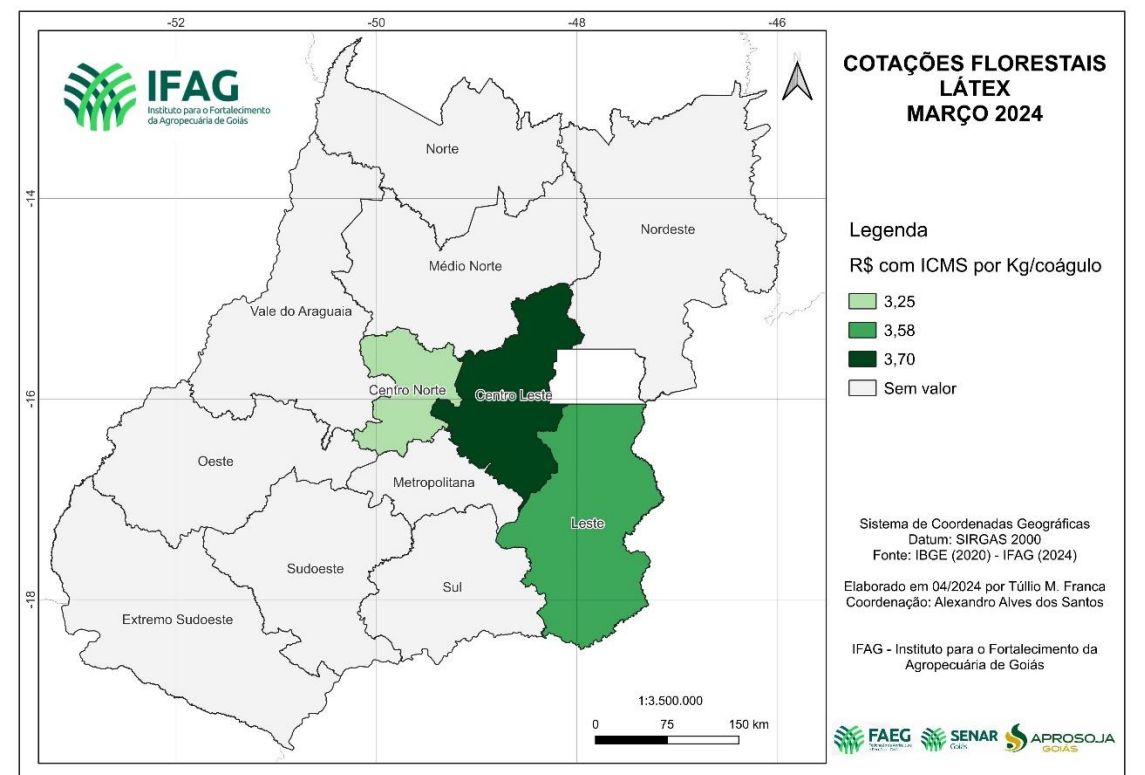 -52
-50
-48
-46
-14
-16
-18
IFAG
Instituto para o Fortalecimento
da Agropecuária de Goiás
Norte
Nordeste
Médio Norte
Vale do Araguaia
Centro Norte
Centro Leste
Oeste
Metropolitana
Leste
Sudoeste
Sul
Extremo Sudoeste
1:3.500.000
0 75 150 km
COTAÇÕES FLORESTAIS
LÁTEX
MARÇO 2024
Legenda
R$ com ICMS por Kg/coágulo
3,25
3,58
3,70
Sem valor
Sistema de Coordenadas Geográficas
Datum: SIRGAS 2000
Fonte: IBGE (2020) - IFAG (2024)
Elaborado em 04/2024 por Túllio M. Franca
Coordenação: Alexandro Alves dos Santos
IFAG - Instituto para o Fortalecimento da
Agropecuária de Goiás
FAEG
SENAR
Goiás
APROSOJA
GOIÁS